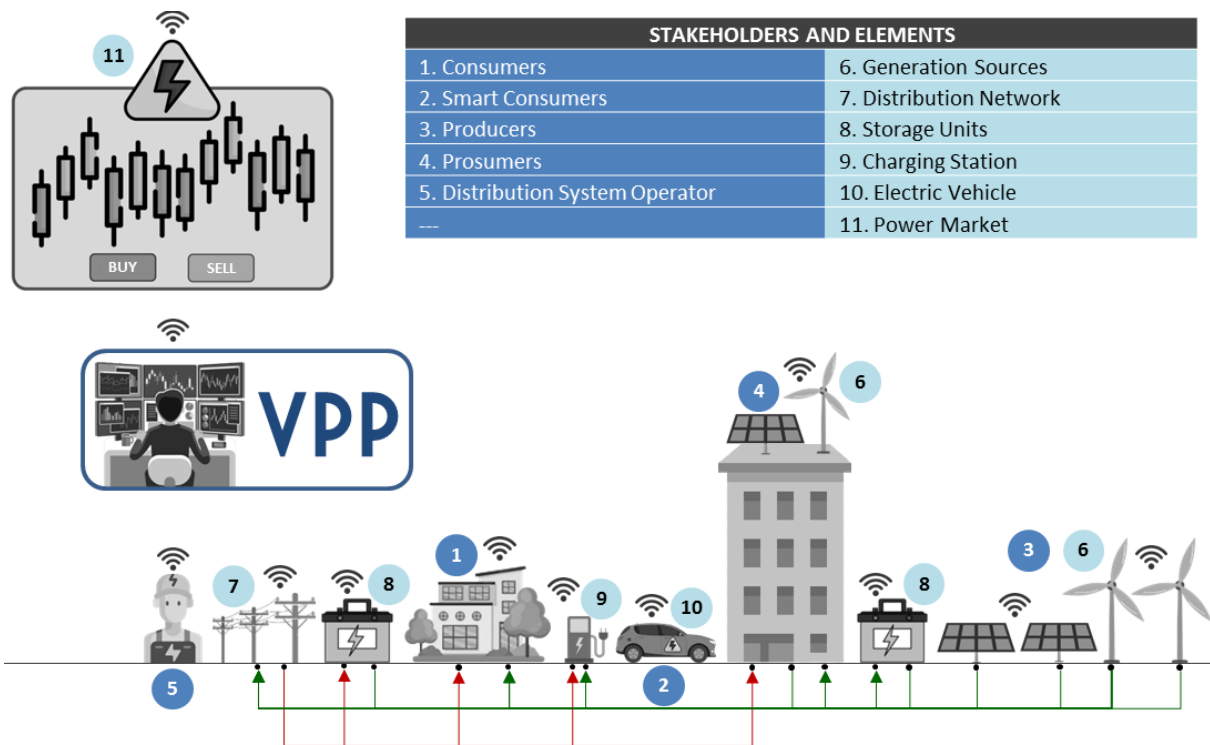 11
STAKEHOLDERS AND ELEMENTS
1. Consumers
6. Generation Sources
2. Smart Consumers
7. Distribution Network
3. Producers
8. Storage Units
4. Prosumers
9. Charging Station
5. Distribution System Operator
10. Electric Vehicle
---
11. Power Market
BUY
SELL
VPP
4
6
1
3
6
7
8
9
10
8
5
2